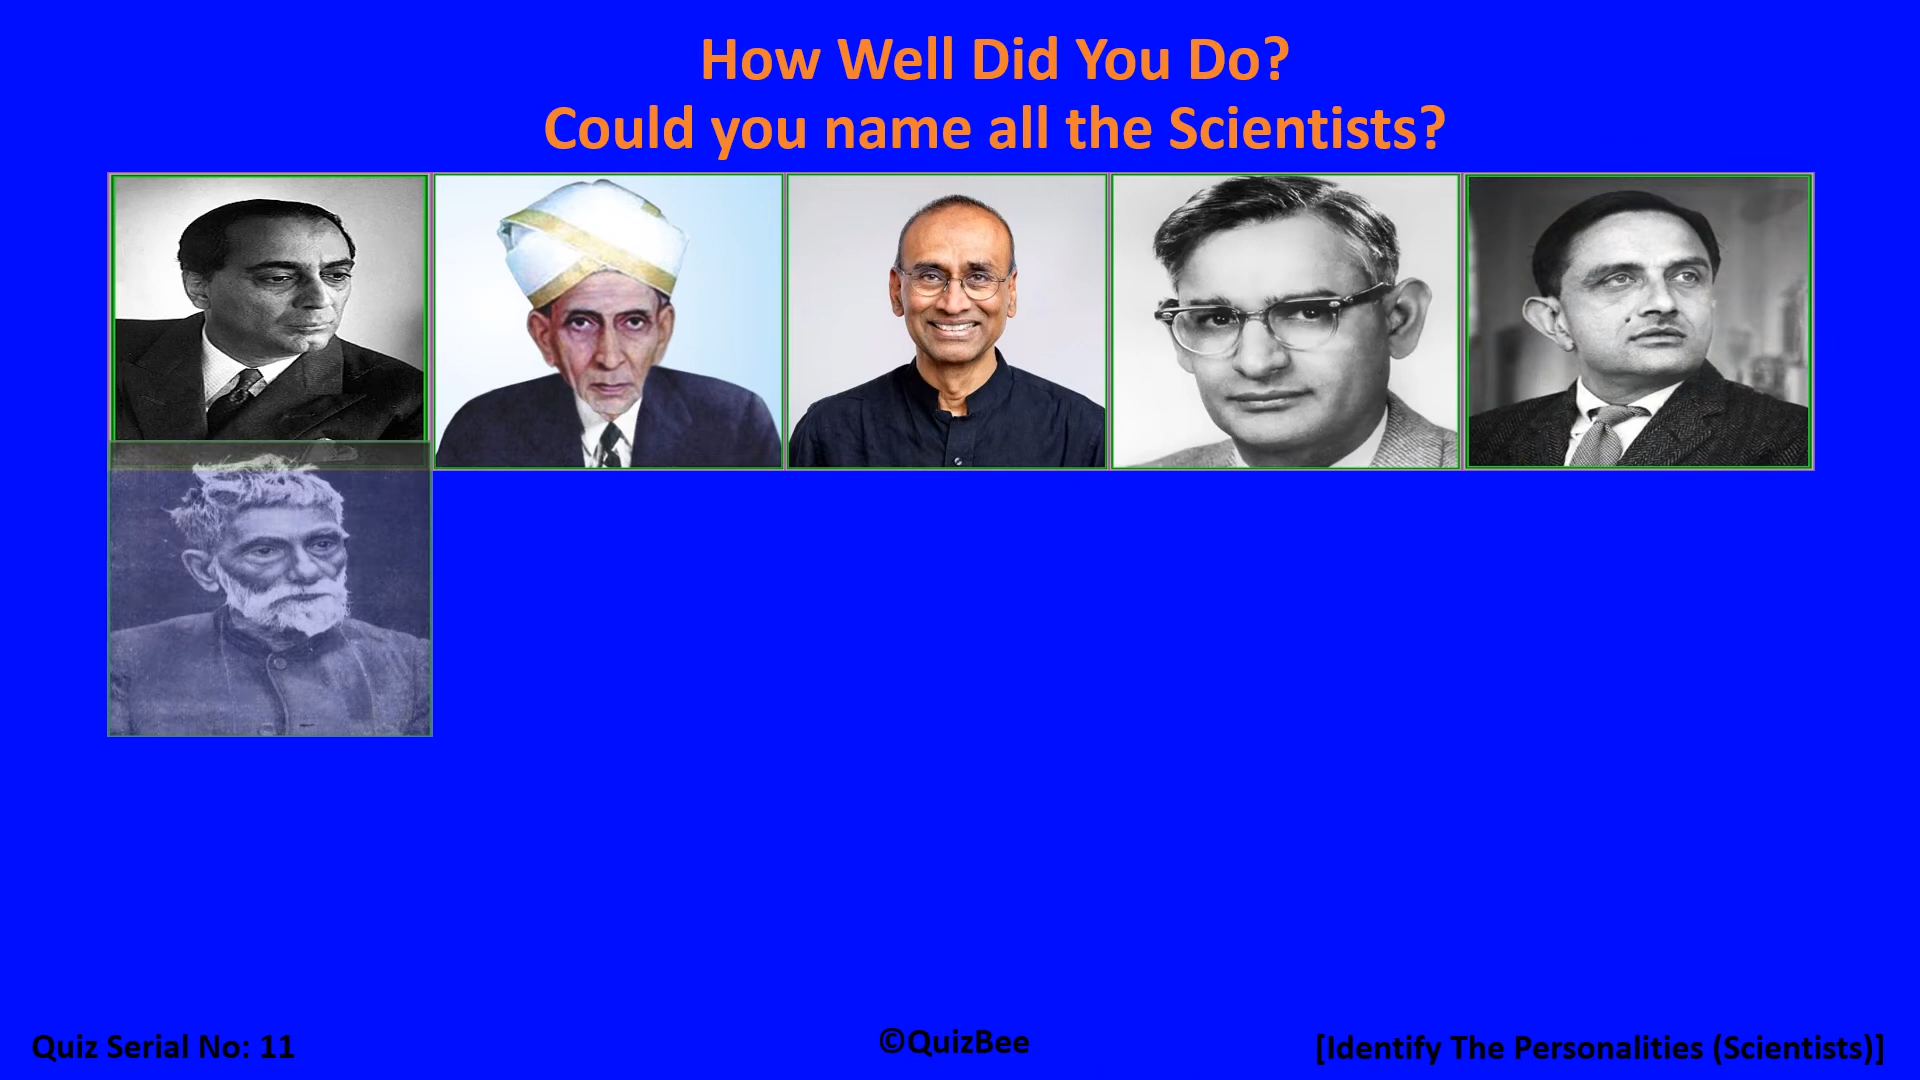 How Well Did You Do?
Could you name all the Scientists?
Quiz Serial No: 11
©QuizBee
[Identify The Personalities (Scientists)]